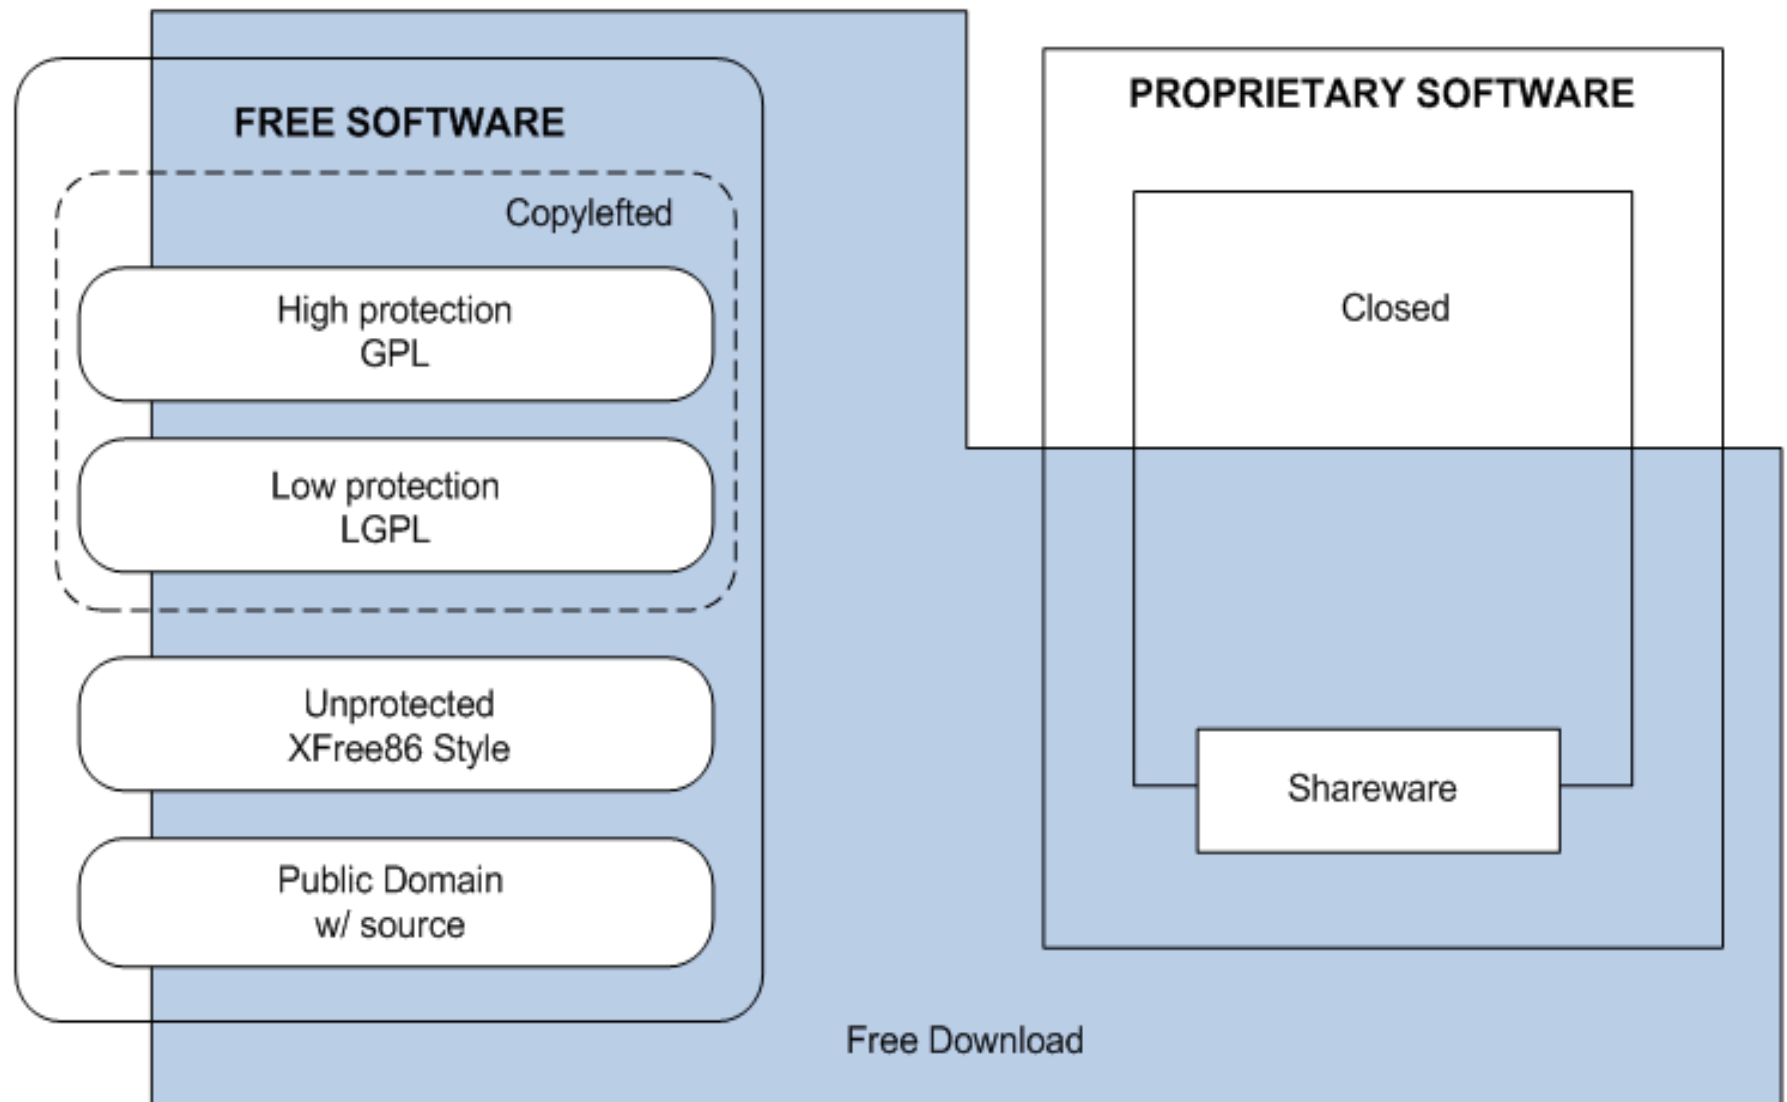 FREE SOFTWARE
Copylefted
High protection
GPL
Low protection
LGPL
Unprotected
XFree86 Style
Public Domain
w/ source
PROPRIETARY SOFTWARE
Closed
Shareware
Free Download